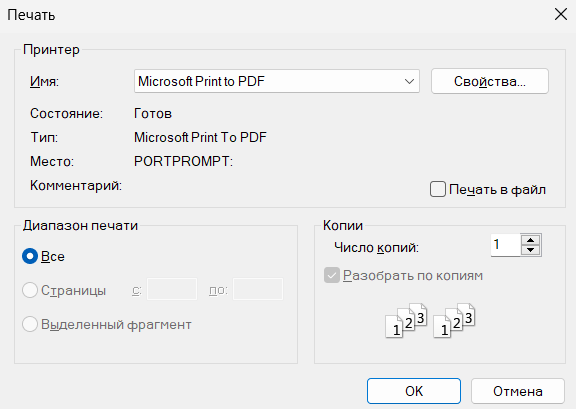 Печать
Принтер
Имя: Microsoft Print to PDF Свойства...
Состояние: Готов
Тип: Microsoft Print To PDF
Место: PORTPROMPT:
Комментарий: Печать в файл
Диапазон печати
Все
Страницы с: по:
Выделенный фрагмент
Копии
Число копий: 1
Разобрать по копиям
1 2 3 1 2 3
OK Отмена